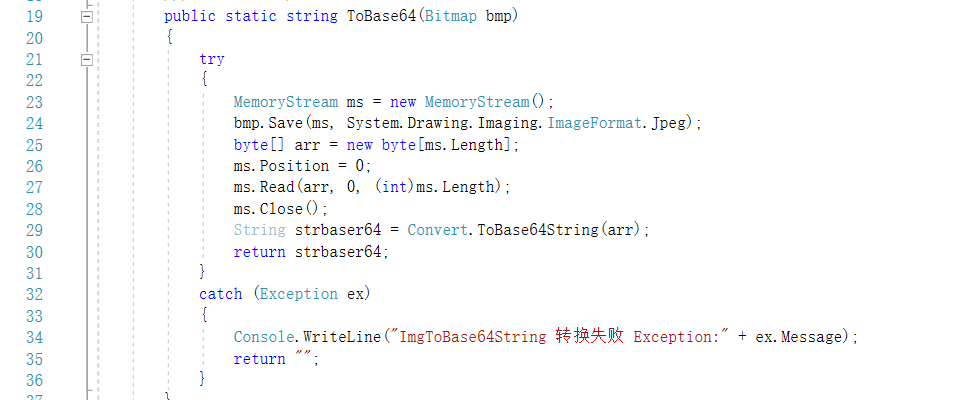 19 public static string ToBase64(Bitmap bmp)
20 {
21 try
22 {
23 MemoryStream ms = new MemoryStream();
24 bmp.Save(ms, System.Drawing.Imaging.ImageFormat.Jpeg);
25 byte[] arr = new byte[ms.Length];
26 ms.Position = 0;
27 ms.Read(arr, 0, (int)ms.Length);
28 ms.Close();
29 String strbaser64 = Convert.ToBase64String(arr);
30 return strbaser64;
31 }
32 catch (Exception ex)
33 {
34 Console.WriteLine("ImgToBase64String 转换失败 Exception:" + ex.Message);
35 return "";
36 }
37 }